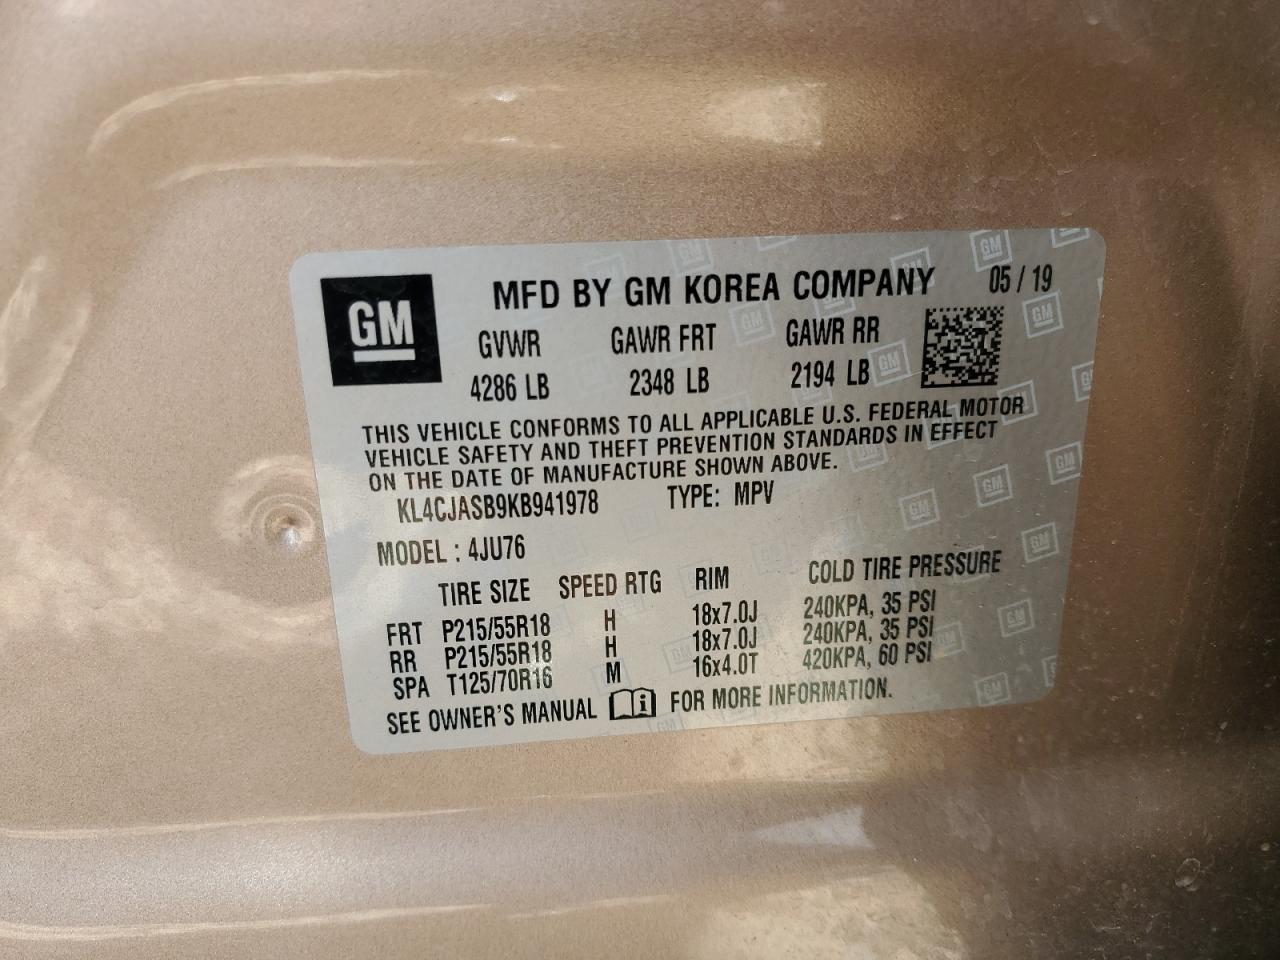 GM
MFD BY GM KOREA COMPANY 05 / 19
GVWR GAWR FRT GAWR RR
4286 LB 2348 LB 2194 LB
THIS VEHICLE CONFORMS TO ALL APPLICABLE U.S. FEDERAL MOTOR
VEHICLE SAFETY AND THEFT PREVENTION STANDARDS IN EFFECT
ON THE DATE OF MANUFACTURE SHOWN ABOVE.
KL4CJASB9KB941978 TYPE: MPV
MODEL : 4JU76
TIRE SIZE SPEED RTG RIM COLD TIRE PRESSURE
FRT P215/55R18 H 18x7.0J 240KPA, 35 PSI
RR P215/55R18 H 18x7.0J 240KPA, 35 PSI
SPA T125/70R16 M 16x4.0T 420KPA, 60 PSI
SEE OWNER'S MANUAL i FOR MORE INFORMATION.